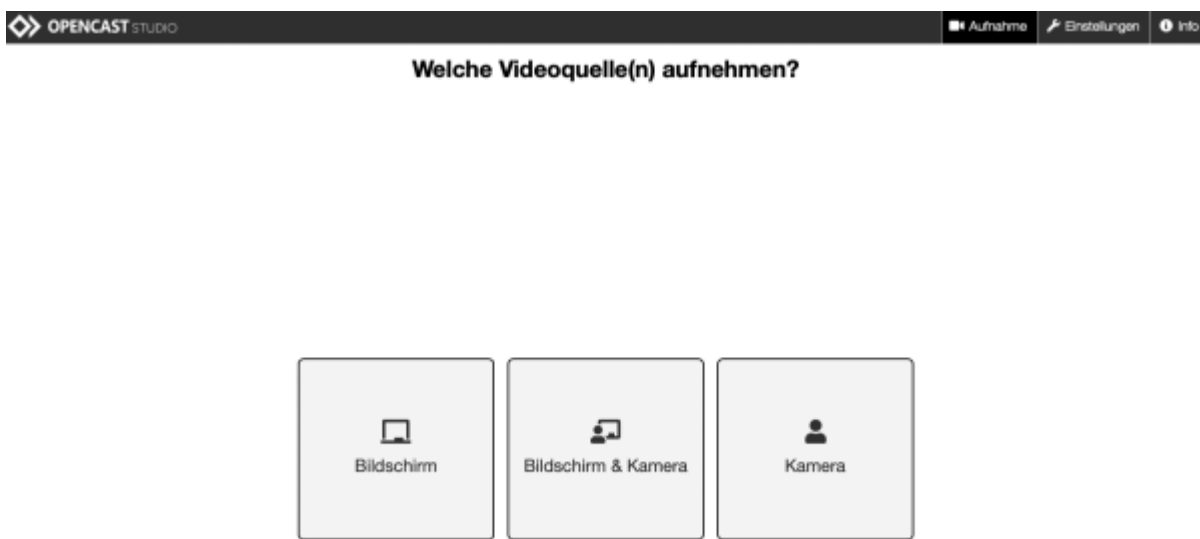 OPENCAST STUDIO Aufnahme Einstellungen Info
Welche Videoquelle(n) aufnehmen?
Bildschirm Bildschirm & Kamera Kamera